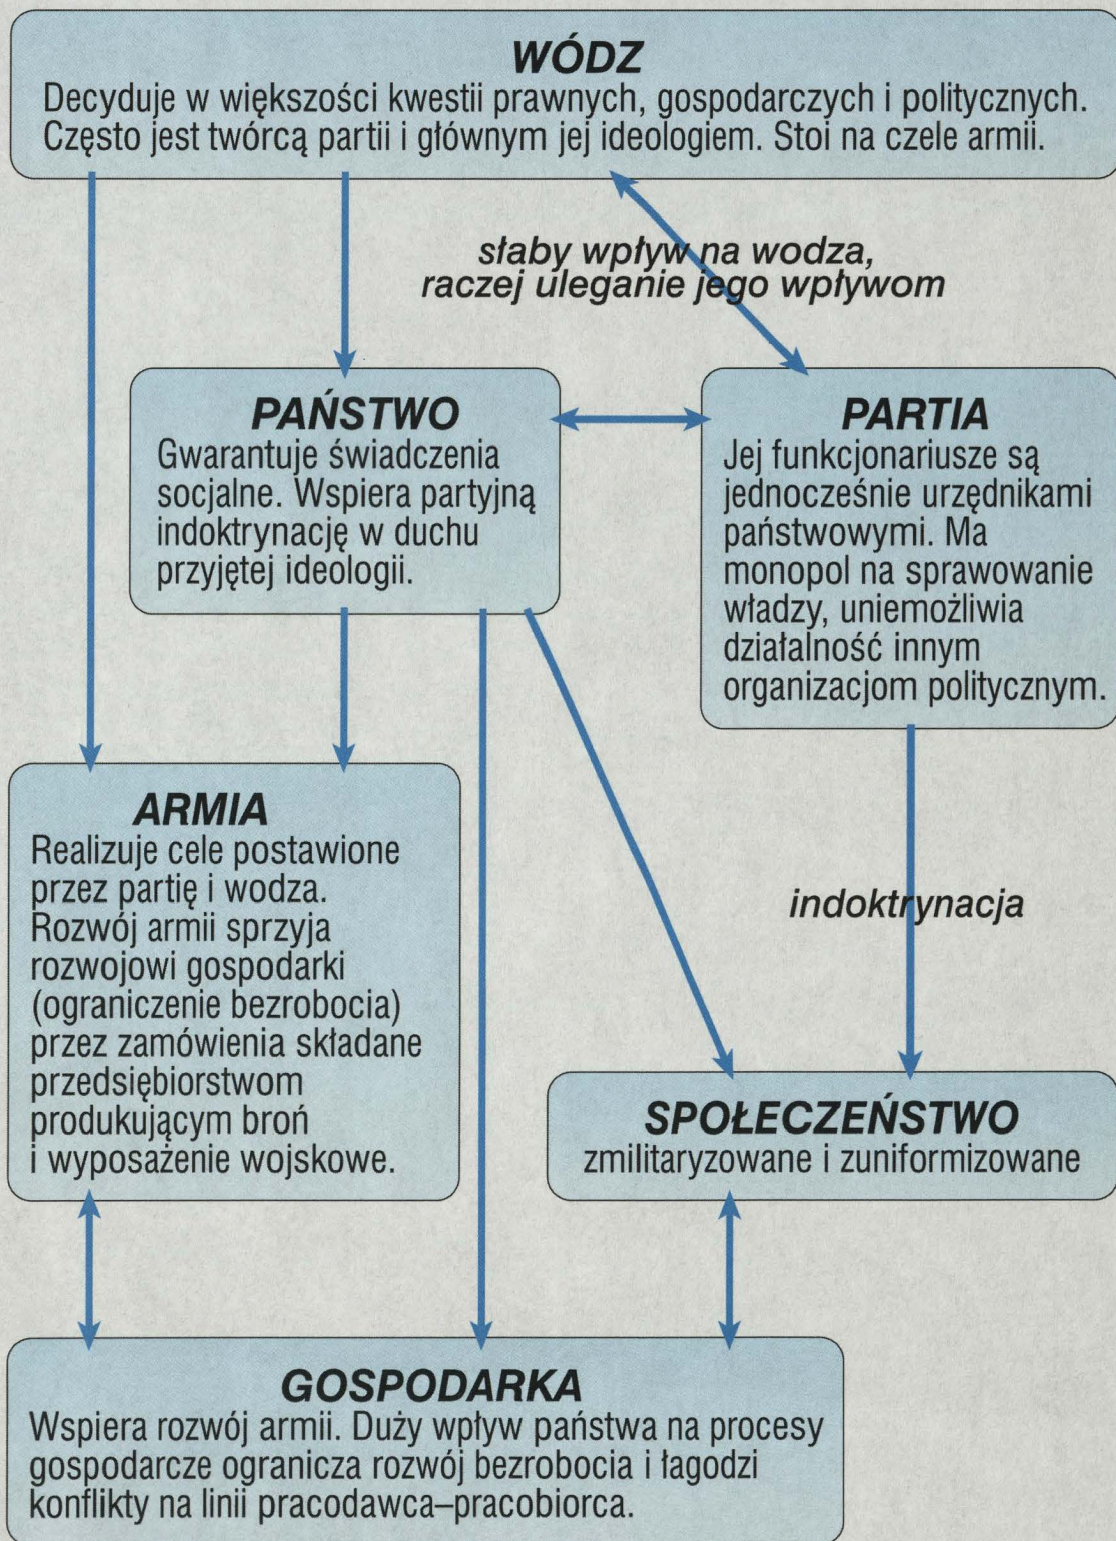 WÓDZ
Decyduje w większości kwestii prawnych, gospodarczych i politycznych.
Często jest twórcą partii i głównym jej ideologiem. Stoi na czele armii.
słaby wpływ na wodza,
raczej uleganie jego wpływom
PAŃSTWO
Gwarantuje świadczenia
socjalne. Wspiera partyjną
indoktrynację w duchu
przyjętej ideologii.
PARTIA
Jej funkcjonariusze są
jednocześnie urzędnikami
państwowymi. Ma
monopol na sprawowanie
władzy, uniemożliwia
działalność innym
organizacjom politycznym.
ARMIA
Realizuje cele postawione
przez partię i wodza.
Rozwój armii sprzyja
rozwojowi gospodarki
(ograniczenie bezrobocia)
przez zamówienia składane
przedsiębiorstwom
produkującym broń
i wyposażenie wojskowe.
indoktrynacja
SPOŁECZEŃSTWO
zmilitaryzowane i zuniformizowane
GOSPODARKA
Wspiera rozwój armii. Duży wpływ państwa na procesy
gospodarcze ogranicza rozwój bezrobocia i łagodzi
konflikty na linii pracodawca–pracobiorca.